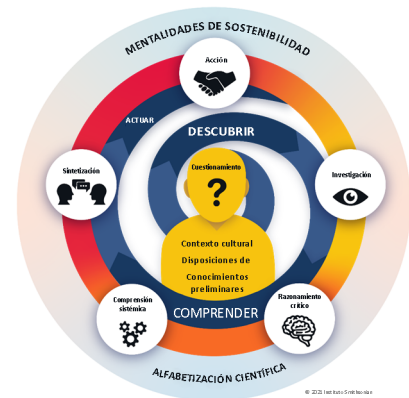 MENTALIDADES DE SOSTENIBILIDAD
Acción
ACTUAR
DESCUBRIR
Sintetización
Cuestionamiento
?
Investigación
Contexto cultural
Disposiciones de
Conocimientos
preliminares
Comprensión
sistémica
Razonamiento
crítico
COMPRENDER
ALFABETIZACIÓN CIENTÍFICA
© 2021 Instituto Smithsonian